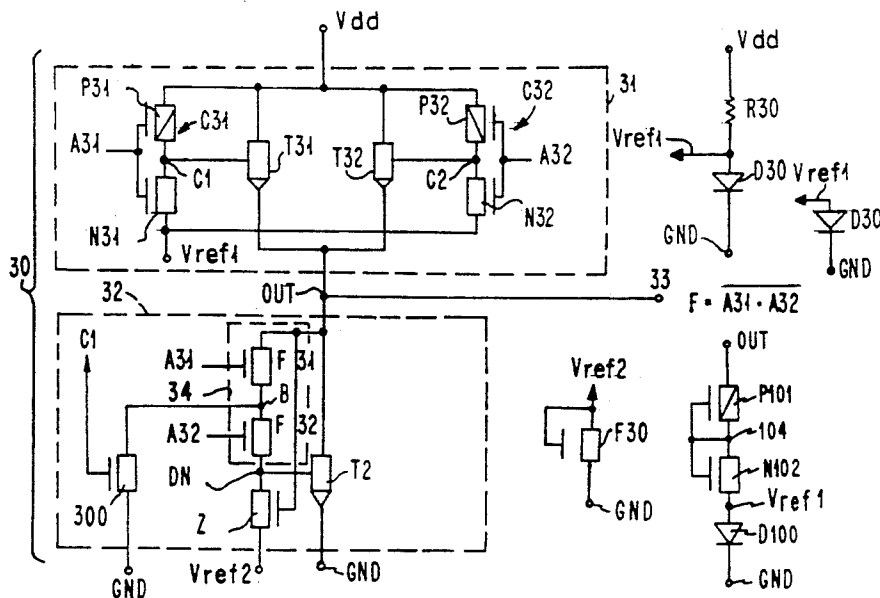 Vdd
P31
C31
T31
P32
T32
C32
31
A31
C1
C2
A32
N31
N32
Vref1
30
32
OUT
33
F = A31 · A32
C1
A31
F 31
34
B
A32
F 32
DN
T2
300
Z
GND
Vref2
GND
Vdd
R30
Vref1
D30
GND
Vref1
D30
GND
Vref2
F30
GND
OUT
P101
104
N102
Vref1
D100
GND